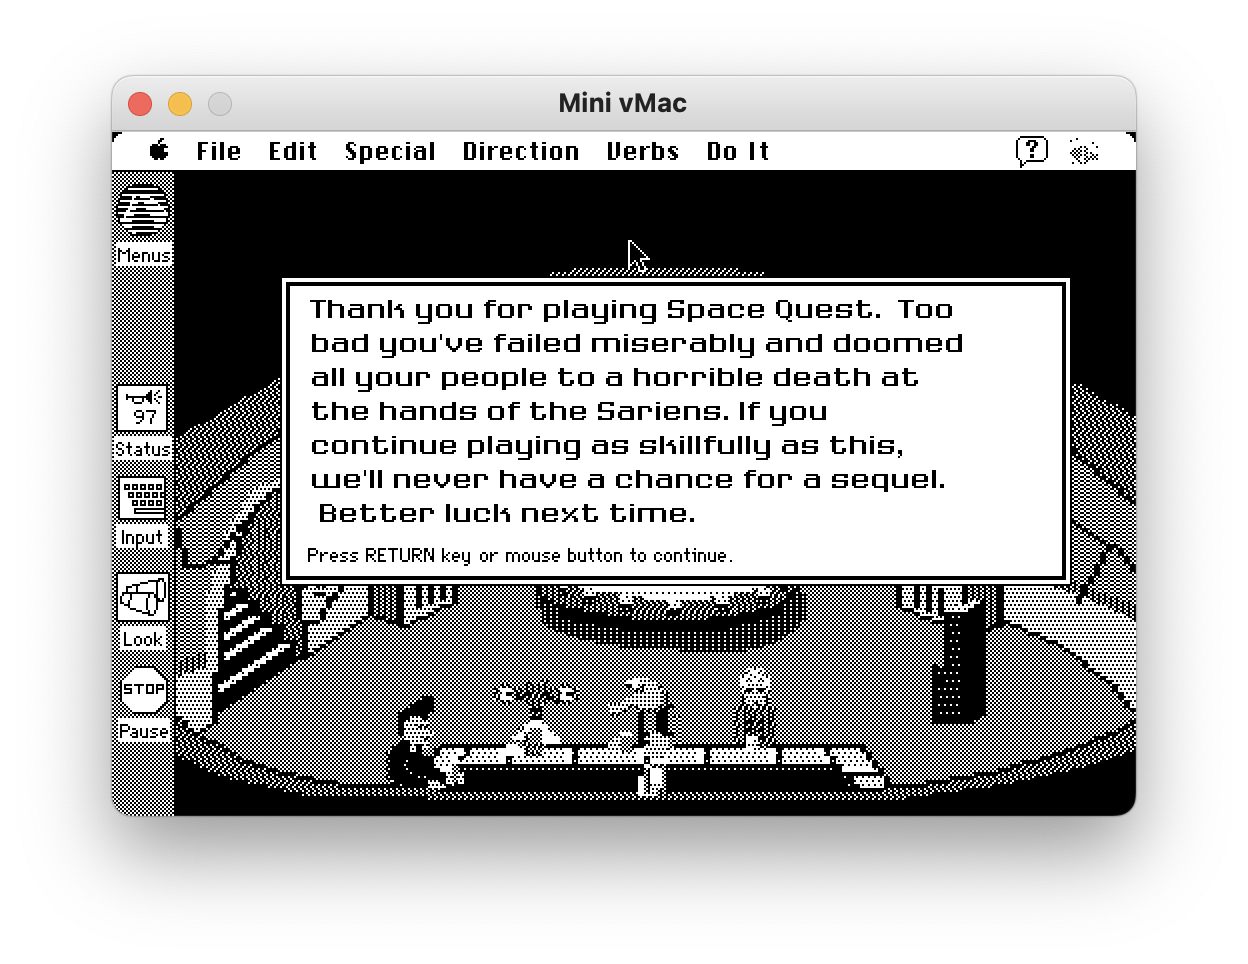 Mini vMac
File Edit Special Direction Verbs Do It
Menus
97
Status
Input
Look
STOP
Pause
Thank you for playing Space Quest.  Too
bad you've failed miserably and doomed
all your people to a horrible death at
the hands of the Sariens. If you
continue playing as skillfully as this,
we'll never have a chance for a sequel.
Better luck next time.
Press RETURN key or mouse button to continue.